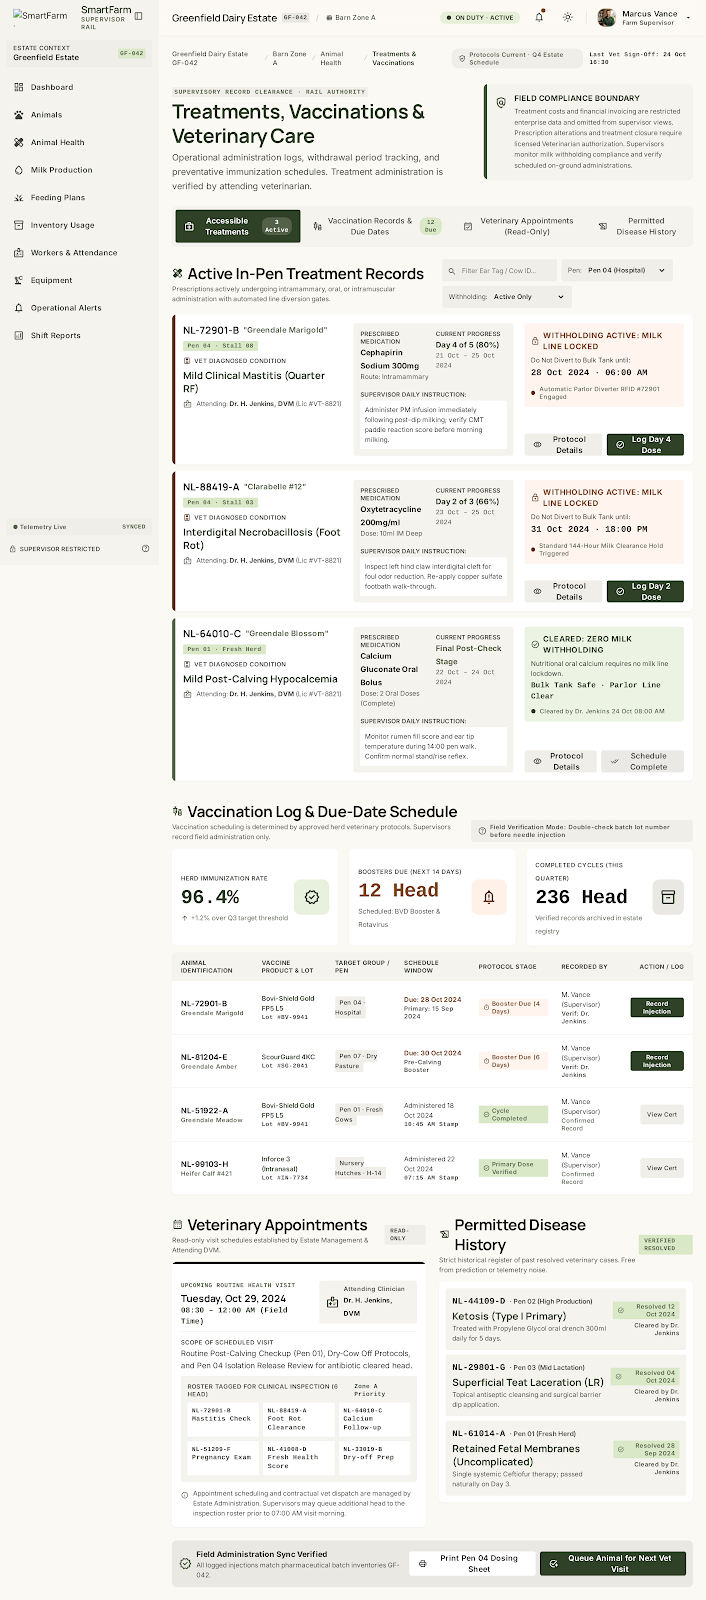 SmartFarm
SmartFarm
SUPERVISOR
RAIL
ESTATE CONTEXT
Greenfield Estate
GF-042
Dashboard
Animals
Animal Health
Milk Production
Feeding Plans
Inventory Usage
Workers & Attendance
Equipment
Operational Alerts
Shift Reports
Telemetry Live
SYNCED
SUPERVISOR RESTRICTED
Greenfield Dairy Estate
GF-042
/
Barn Zone A
ON DUTY · ACTIVE
Marcus Vance
Farm Supervisor
Greenfield Dairy Estate
GF-042
/
Barn Zone
A
/
Animal
Health
/
Treatments &
Vaccinations
Protocols Current · Q4 Estate
Schedule
Last Vet Sign-Off: 24 Oct
16:30
SUPERVISORY RECORD CLEARANCE · RAIL AUTHORITY
Treatments, Vaccinations &
Veterinary Care
Operational administration logs, withdrawal period tracking, and
preventative immunization schedules. Treatment administration is
verified by attending veterinarian.
FIELD COMPLIANCE BOUNDARY
Treatment costs and financial invoicing are restricted
enterprise data and omitted from supervisor views.
Prescription alterations and treatment closure require
licensed Veterinarian authorization. Supervisors
monitor milk withholding compliance and verify
scheduled on-ground administrations.
Accessible
Treatments
3
Active
Vaccination Records &
Due Dates
12
Due
Veterinary Appointments
(Read-Only)
Permitted
Disease History
Active In-Pen Treatment Records
Prescriptions actively undergoing intramammary, oral, or intramuscular
administration with automated line diversion gates.
Filter Ear Tag / Cow ID...
Pen: Pen 04 (Hospital)
Withholding: Active Only
NL-72901-B "Greendale Marigold"
Pen 04 · Stall 08
VET DIAGNOSED CONDITION
Mild Clinical Mastitis (Quarter
RF)
Attending: Dr. H. Jenkins, DVM (Lic #VT-8821)
PRESCRIBED
MEDICATION
Cephapirin
Sodium 300mg
Route: Intramammary
CURRENT PROGRESS
Day 4 of 5 (80%)
21 Oct – 25 Oct
2024
SUPERVISOR DAILY INSTRUCTION:
Administer PM infusion immediately
following post-dip milking; verify CMT
paddle reaction score before morning
milking.
WITHHOLDING ACTIVE: MILK
LINE LOCKED
Do Not Divert to Bulk Tank until:
28 Oct 2024 · 06:00 AM
Automatic Parlor Diverter RFID #72901
Engaged
Protocol
Details
Log Day 4
Dose
NL-88419-A "Clarabelle #12"
Pen 04 · Stall 03
VET DIAGNOSED CONDITION
Interdigital Necrobacillosis (Foot
Rot)
Attending: Dr. H. Jenkins, DVM (Lic #VT-8821)
PRESCRIBED
MEDICATION
Oxytetracycline
200mg/ml
Dose: 10ml IM Deep
CURRENT PROGRESS
Day 2 of 3 (66%)
23 Oct – 25 Oct
2024
SUPERVISOR DAILY INSTRUCTION:
Inspect left hind claw interdigital cleft for
foul odor reduction. Re-apply copper sulfate
footbath walk-through.
WITHHOLDING ACTIVE: MILK
LINE LOCKED
Do Not Divert to Bulk Tank until:
31 Oct 2024 · 18:00 PM
Standard 144-Hour Milk Clearance Hold
Triggered
Protocol
Details
Log Day 2
Dose
NL-64010-C "Greendale Blossom"
Pen 01 · Fresh Herd
VET DIAGNOSED CONDITION
Mild Post-Calving Hypocalcemia
Attending: Dr. H. Jenkins, DVM (Lic #VT-8821)
PRESCRIBED
MEDICATION
Calcium
Gluconate Oral
Bolus
Dose: 2 Oral Doses
(Complete)
CURRENT PROGRESS
Final Post-Check
Stage
22 Oct – 24 Oct
2024
SUPERVISOR DAILY INSTRUCTION:
Monitor rumen fill score and ear tip
temperature during 14:00 pen walk.
Confirm normal stand/rise reflex.
CLEARED: ZERO MILK
WITHHOLDING
Nutritional oral calcium requires no milk line
lockdown.
Bulk Tank Safe · Parlor Line
Clear
Cleared by Dr. Jenkins 24 Oct 08:00 AM
Protocol
Details
Schedule
Complete
Vaccination Log & Due-Date Schedule
Vaccination scheduling is determined by approved herd veterinary protocols. Supervisors
record field administration only.
Field Verification Mode: Double-check batch lot number
before needle injection
HERD IMMUNIZATION RATE
96.4%
+1.2% over Q3 target threshold
BOOSTERS DUE (NEXT 14 DAYS)
12 Head
Scheduled: BVD Booster &
Rotavirus
COMPLETED CYCLES (THIS
QUARTER)
236 Head
Verified records archived in estate
registry
ANIMAL
IDENTIFICATION
VACCINE
PRODUCT & LOT
TARGET GROUP /
PEN
SCHEDULE
WINDOW
PROTOCOL STAGE
RECORDED BY
ACTION / LOG
NL-72901-B
Greendale Marigold
Bovi-Shield Gold
FP5 L5
Lot #BV-9941
Pen 04 ·
Hospital
Due: 28 Oct 2024
Primary: 15 Sep
2024
Booster Due (4
Days)
M. Vance
(Supervisor)
Verif: Dr.
Jenkins
Record
Injection
NL-81204-E
Greendale Amber
ScourGuard 4KC
Lot #SG-2041
Pen 07 · Dry
Pasture
Due: 30 Oct 2024
Pre-Calving
Booster
Booster Due (6
Days)
M. Vance
(Supervisor)
Verif: Dr.
Jenkins
Record
Injection
NL-51922-A
Greendale Meadow
Bovi-Shield Gold
FP5 L5
Lot #BV-9941
Pen 01 · Fresh
Cows
Administered 18
Oct 2024
10:45 AM Stamp
Cycle
Completed
M. Vance
(Supervisor)
Confirmed
Record
View Cert
NL-99103-H
Heifer Calf #421
Inforce 3
(Intranasal)
Lot #IN-7734
Nursery
Hutches · H-14
Administered 22
Oct 2024
07:15 AM Stamp
Primary Dose
Verified
M. Vance
(Supervisor)
Confirmed
Record
View Cert
Veterinary Appointments
Read-only visit schedules established by Estate Management &
Attending DVM.
READ-
ONLY
UPCOMING ROUTINE HEALTH VISIT
Tuesday, Oct 29, 2024
08:30 – 12:00 AM (Field
Time)
Attending Clinician
Dr. H. Jenkins,
DVM
SCOPE OF SCHEDULED VISIT
Routine Post-Calving Checkup (Pen 01), Dry-Cow Off Protocols,
and Pen 04 Isolation Release Review for antibiotic cleared head.
ROSTER TAGGED FOR CLINICAL INSPECTION (6
HEAD)
Zone A
Priority
NL-72901-B
Mastitis Check
NL-88419-A
Foot Rot
Clearance
NL-64010-C
Calcium
Follow-up
NL-51209-F
Pregnancy Exam
NL-41008-D
Fresh Health
Score
NL-33019-B
Dry-off Prep
Appointment scheduling and contractual vet dispatch are managed by
Estate Administration. Supervisors may queue additional head to the
inspection roster prior to 07:00 AM visit morning.
Permitted Disease
History
Strict historical register of past resolved veterinary cases. Free
from prediction or telemetry noise.
VERIFIED
RESOLVED
NL-44109-D · Pen 02 (High Production)
Ketosis (Type I Primary)
Treated with Propylene Glycol oral drench 300ml
daily for 5 days.
Resolved 12
Oct 2024
Cleared by Dr.
Jenkins
NL-29801-G · Pen 03 (Mid Lactation)
Superficial Teat Laceration (LR)
Topical antiseptic cleansing and surgical barrier
dip application.
Resolved 04
Oct 2024
Cleared by Dr.
Jenkins
NL-61014-A · Pen 01 (Fresh Herd)
Retained Fetal Membranes
(Uncomplicated)
Single systemic Ceftiofur therapy; passed
naturally on Day 3.
Resolved 28
Sep 2024
Cleared by Dr.
Jenkins
Field Administration Sync Verified
All logged injections match pharmaceutical batch inventories GF-
042.
Print Pen 04 Dosing
Sheet
Queue Animal for Next Vet
Visit